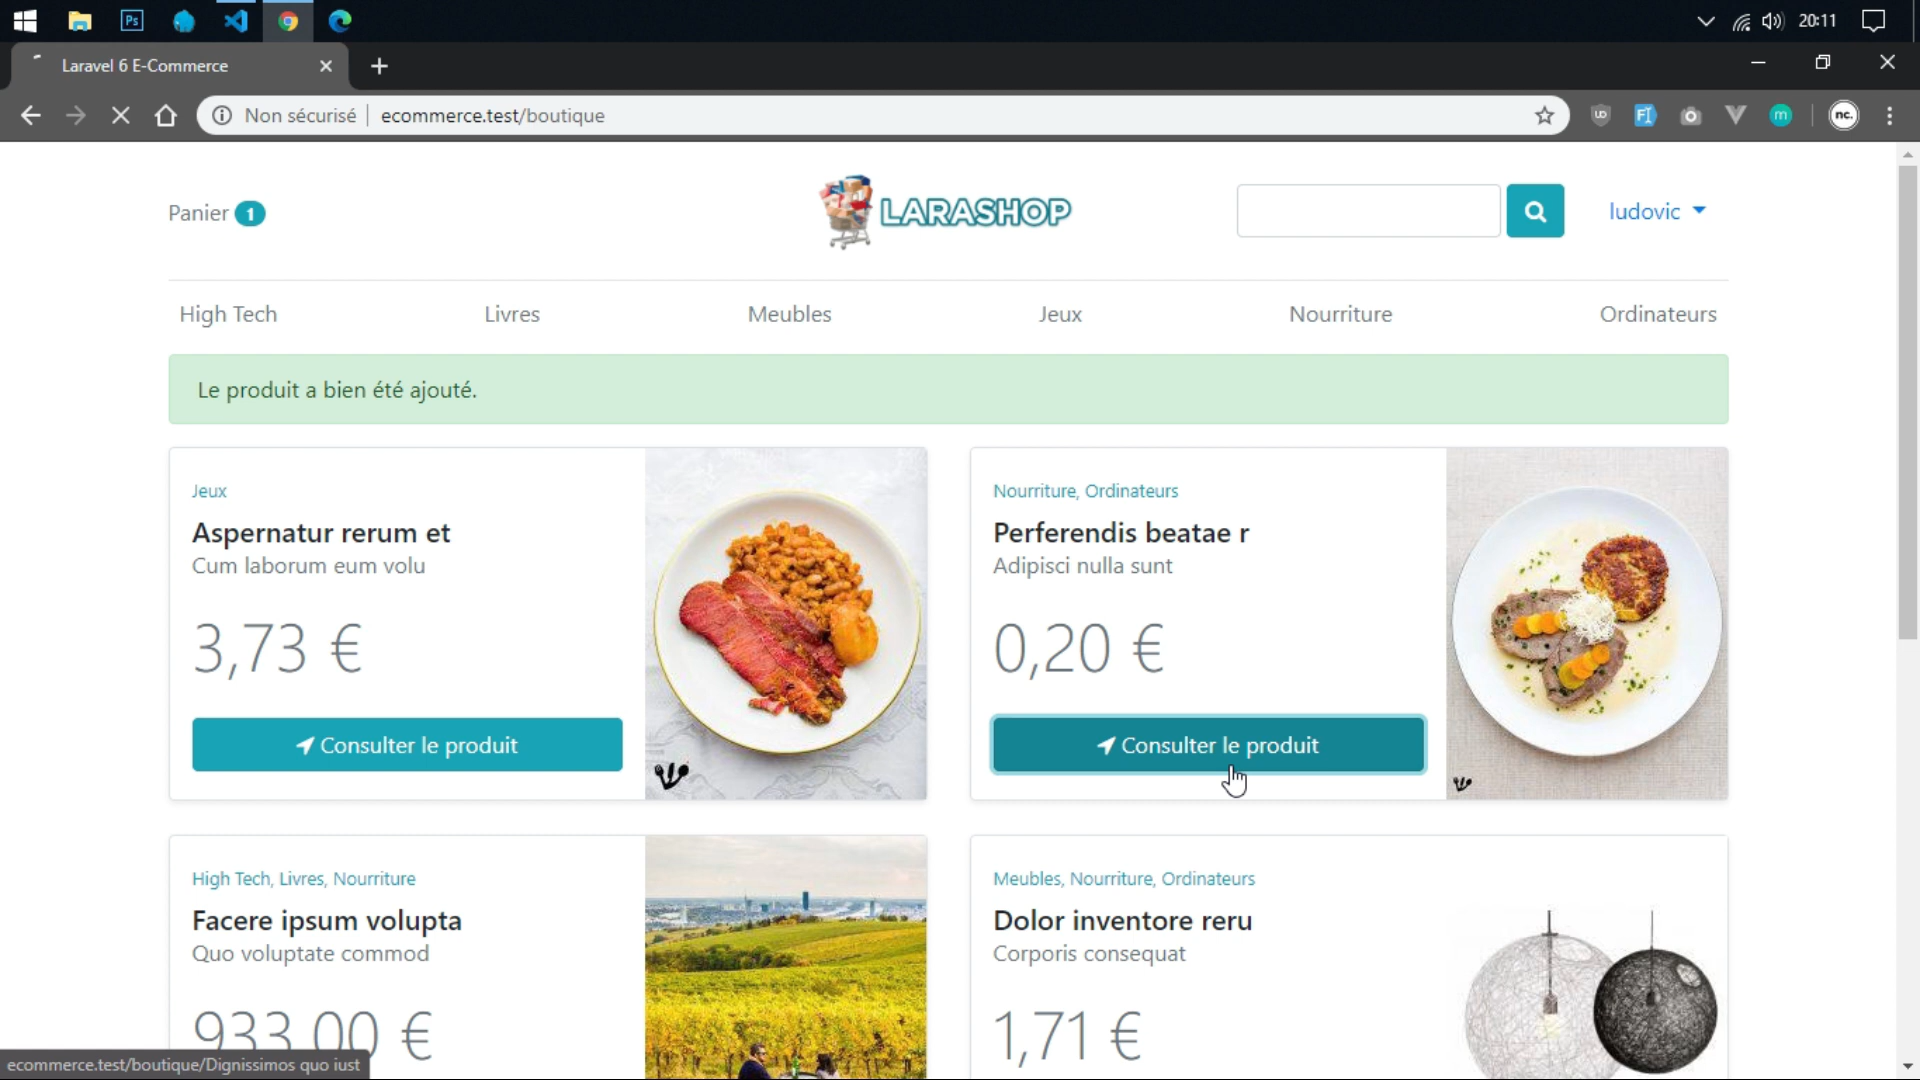 Ps
20:11
Laravel 6 E-Commerce
Non sécurisé
ecommerce.test/boutique
UD
FI
m
nc.
Panier 1
LARASHOP
ludovic
High Tech
Livres
Meubles
Jeux
Nourriture
Ordinateurs
Le produit a bien été ajouté.
Jeux
Aspernatur rerum et
Cum laborum eum volu
3,73 €
Consulter le produit
Nourriture, Ordinateurs
Perferendis beatae r
Adipisci nulla sunt
0,20 €
Consulter le produit
High Tech, Livres, Nourriture
Facere ipsum volupta
Quo voluptate commod
933,00 €
Meubles, Nourriture, Ordinateurs
Dolor inventore reru
Corporis consequat
1,71 €
ecommerce.test/boutique/Dignissimos quo iust